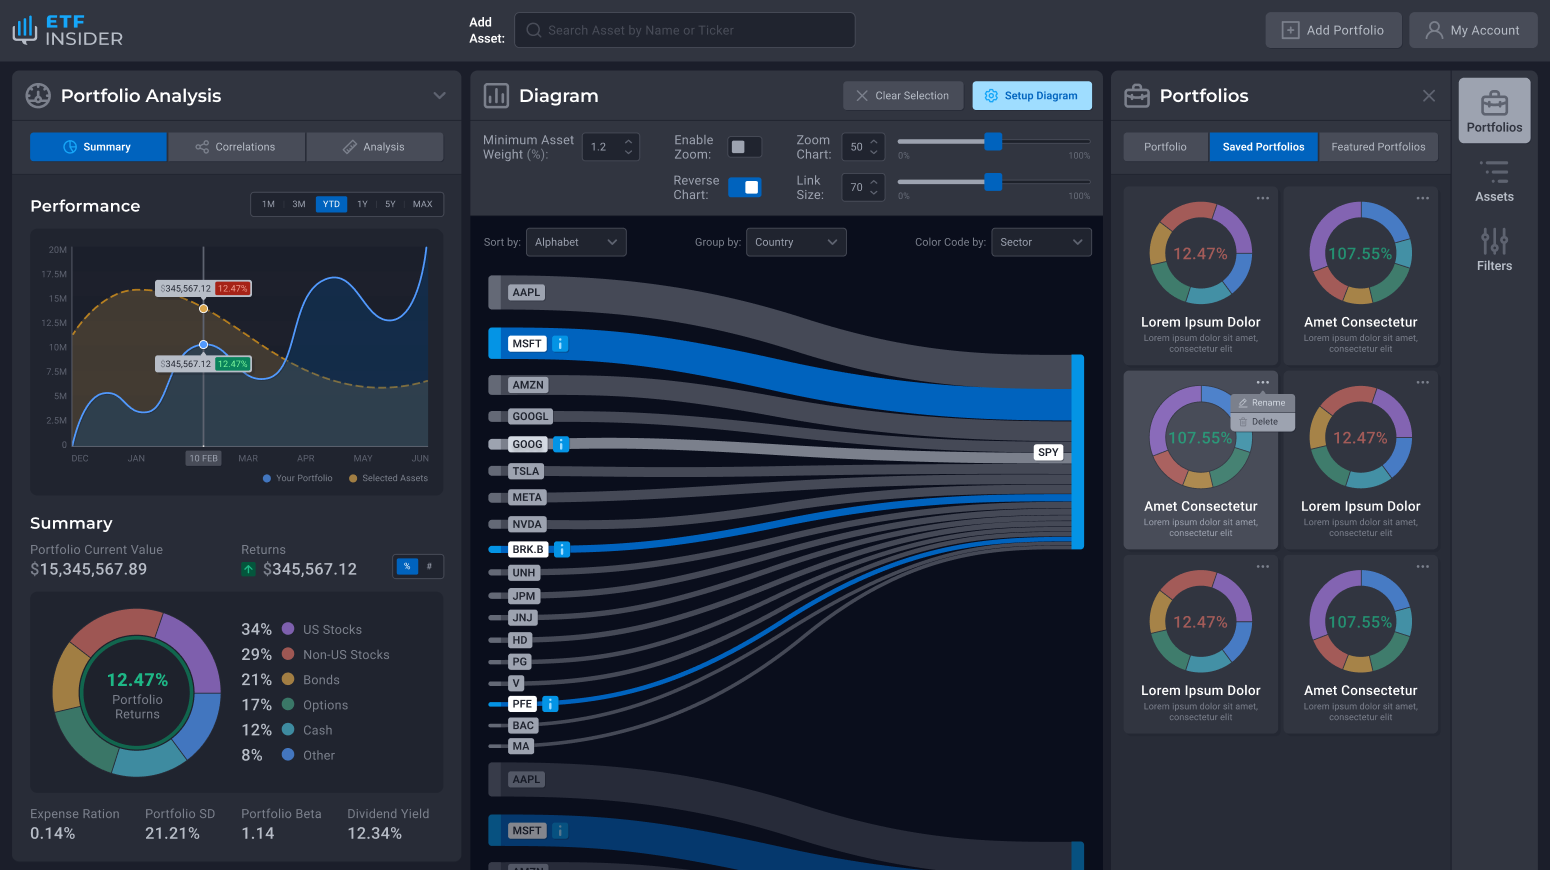 ETF
INSIDER
Add
Asset:
Search Asset by Name or Ticker
Add Portfolio
My Account
Portfolio Analysis
Summary
Correlations
Analysis
Performance
1M
3M
YTD
1Y
5Y
MAX
20M
17.5M
15M
12.5M
10M
7.5M
5M
2.5M
0
$345,567.12 12.47%
$345,567.12 12.47%
DEC
JAN
10 FEB
MAR
APR
MAY
JUN
Your Portfolio
Selected Assets
Summary
Portfolio Current Value
$15,345,567.89
Returns
$345,567.12
%
#
12.47%
Portfolio
Returns
34% US Stocks
29% Non-US Stocks
21% Bonds
17% Options
12% Cash
8% Other
Expense Ration
0.14%
Portfolio SD
21.21%
Portfolio Beta
1.14
Dividend Yield
12.34%
Diagram
Clear Selection
Setup Diagram
Minimum Asset
Weight (%):
1.2
Enable
Zoom:
Zoom
Chart:
50
0%
100%
Reverse
Chart:
Link
Size:
70
0%
100%
Sort by:
Alphabet
Group by:
Country
Color Code by:
Sector
AAPL
MSFT i
AMZN
GOOGL
GOOG i
TSLA
META
NVDA
BRK.B i
UNH
JPM
JNJ
HD
PG
V
PFE i
BAC
MA
SPY
AAPL
MSFT i
AMZN
Portfolios
Portfolio
Saved Portfolios
Featured Portfolios
12.47%
Lorem Ipsum Dolor
Lorem ipsum dolor sit amet,
consectetur elit
107.55%
Amet Consectetur
Lorem ipsum dolor sit amet,
consectetur elit
107.55%
Rename
Delete
Amet Consectetur
Lorem ipsum dolor sit amet,
consectetur elit
12.47%
Lorem Ipsum Dolor
Lorem ipsum dolor sit amet,
consectetur elit
12.47%
Lorem Ipsum Dolor
Lorem ipsum dolor sit amet,
consectetur elit
107.55%
Amet Consectetur
Lorem ipsum dolor sit amet,
consectetur elit
Portfolios
Assets
Filters